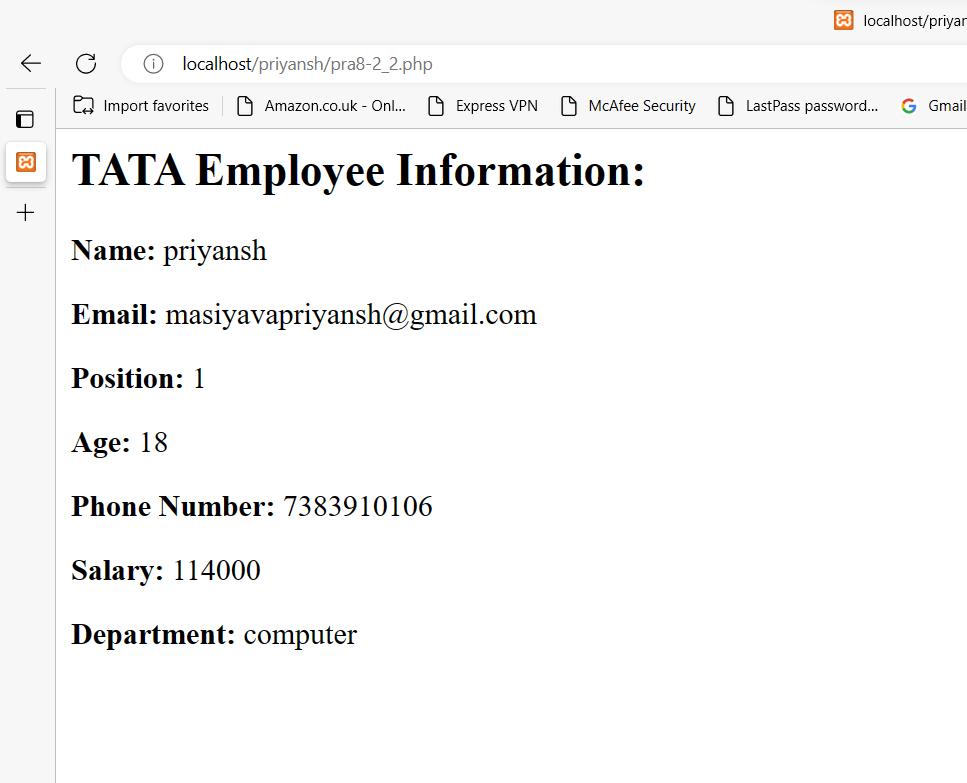 localhost/priyan
localhost/priyansh/pra8-2_2.php
Import favorites Amazon.co.uk - Onl... Express VPN McAfee Security LastPass password... Gmail
TATA Employee Information:
Name: priyansh
Email: masiyavapriyansh@gmail.com
Position: 1
Age: 18
Phone Number: 7383910106
Salary: 114000
Department: computer